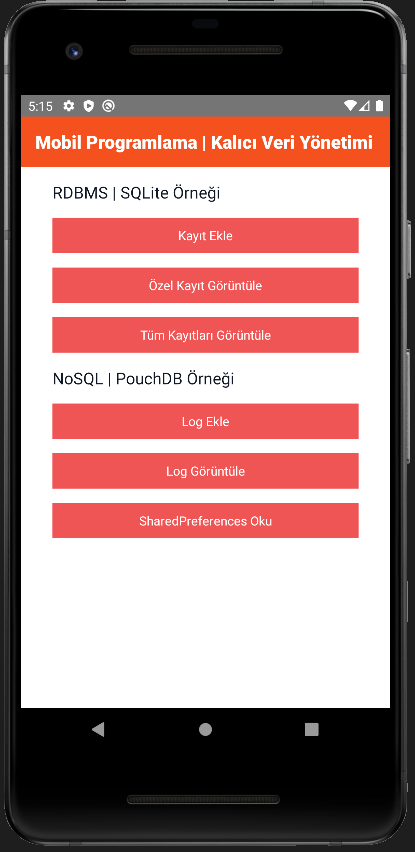 5:15
Mobil Programlama | Kalıcı Veri Yönetimi
RDBMS | SQLite Örneği
Kayıt Ekle
Özel Kayıt Görüntüle
Tüm Kayıtları Görüntüle
NoSQL | PouchDB Örneği
Log Ekle
Log Görüntüle
SharedPreferences Oku